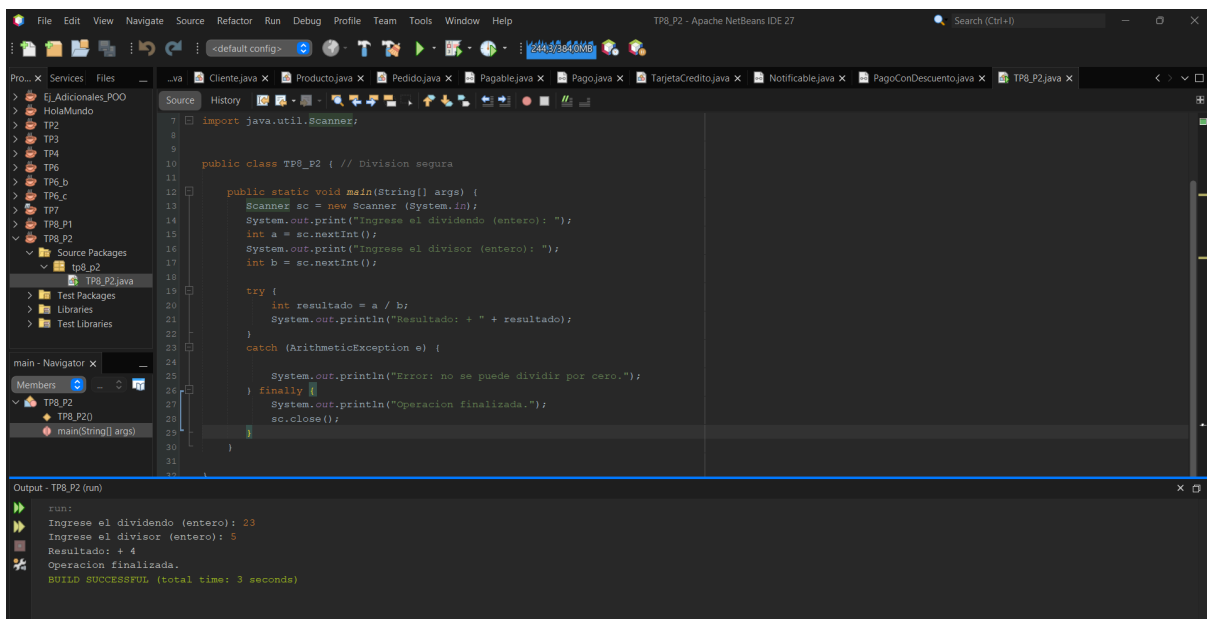 File Edit View Navigate Source Refactor Run Debug Profile Team Tools Window Help TP8_P2 - Apache NetBeans IDE 27 Search (Ctrl+I)
<default config> 244,3/384,0MB
Pro... Services Files
...va Cliente.java Producto.java Pedido.java Pagable.java Pago.java TarjetaCredito.java Notificable.java PagoConDescuento.java TP8_P2.java
Ej_Adicionales_POO
HolaMundo
TP2
TP3
TP4
TP6
TP6_b
TP6_c
TP7
TP8_P1
TP8_P2
Source Packages
tp8_p2
TP8_P2.java
Test Packages
Libraries
Test Libraries
main - Navigator
Members
TP8_P2
TP8_P2()
main(String[] args)
Source History
7 import java.util.Scanner;
8
9
10 public class TP8_P2 { // Division segura
11
12 public static void main(String[] args) {
13 Scanner sc = new Scanner (System.in);
14 System.out.print("Ingrese el dividendo (entero): ");
15 int a = sc.nextInt();
16 System.out.print("Ingrese el divisor (entero): ");
17 int b = sc.nextInt();
18
19 try {
20 int resultado = a / b;
21 System.out.println("Resultado: + " + resultado);
22 }
23 catch (ArithmeticException e) {
24
25 System.out.println("Error: no se puede dividir por cero.");
26 } finally {
27 System.out.println("Operacion finalizada.");
28 sc.close();
29 }
30 }
31
32 }
Output - TP8_P2 (run)
run:
Ingrese el dividendo (entero): 23
Ingrese el divisor (entero): 5
Resultado: + 4
Operacion finalizada.
BUILD SUCCESSFUL (total time: 3 seconds)